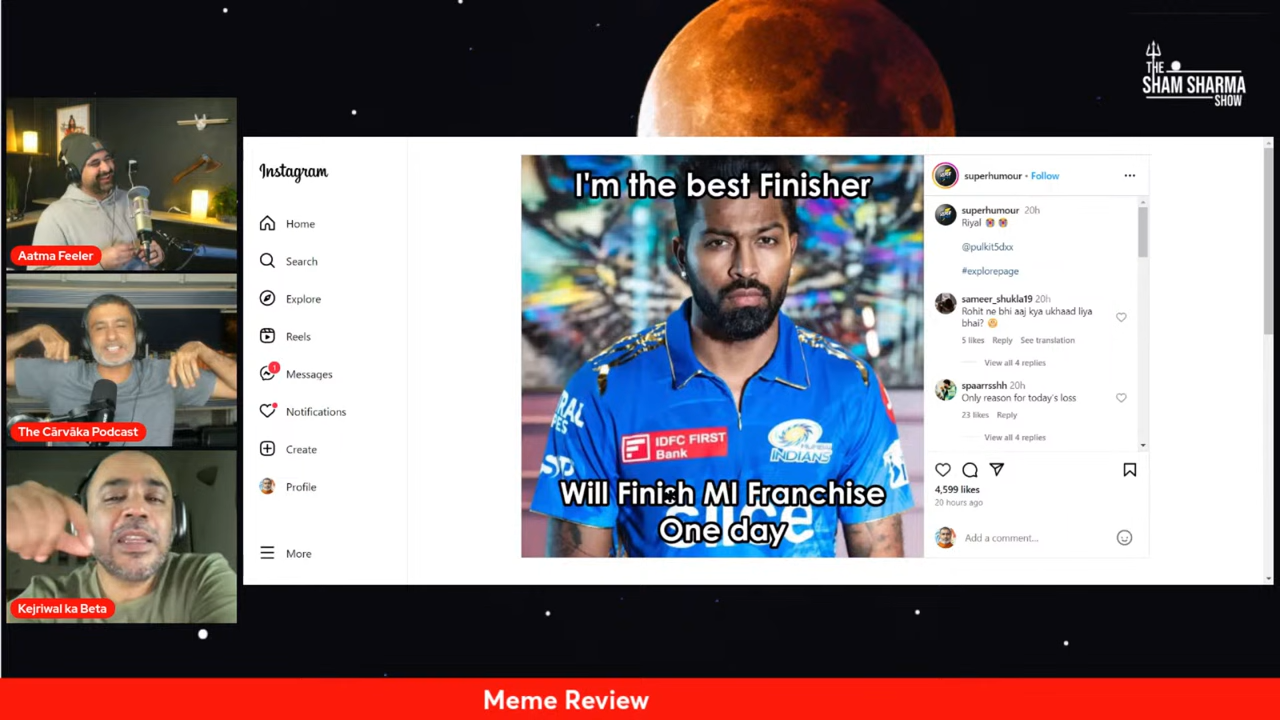 THE
SHAM SHARMA
SHOW
Aatma Feeler
The Cārvāka Podcast
Kejriwal ka Beta
Instagram
Home
Search
Explore
Reels
1
Messages
Notifications
Create
Profile
More
I'm the best Finisher
IDFC FIRST
Bank
MUMBAI
INDIANS
Will Finish MI Franchise
One day
superhumour • Follow
superhumour 20h
Riyal 😭 😭
@pulkit5dxx
#explorepage
sameer_shukla19 20h
Rohit ne bhi aaj kya ukhaad liya
bhai?
5 likes Reply See translation
View all 4 replies
spaarrsshh 20h
Only reason for today's loss
23 likes Reply
View all 4 replies
4,599 likes
20 hours ago
Add a comment...
Meme Review